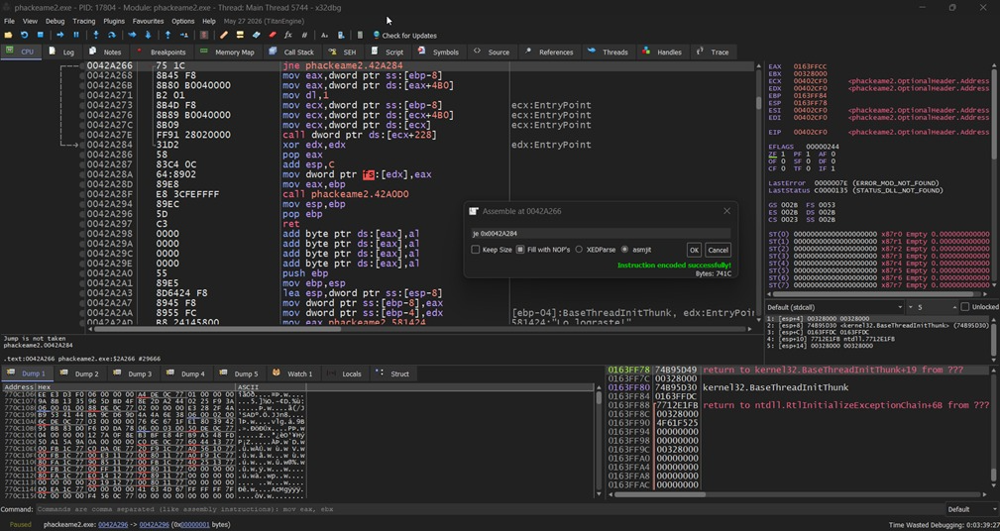 phackeame2.exe - PID: 17804 - Module: phackeame2.exe - Thread: Main Thread 5744 - x32dbg
File View Debug Tracing Plugins Favourites Options Help May 27 2026 (TitanEngine)
Check for Updates
CPU Log Notes Breakpoints Memory Map Call Stack SEH Script Symbols Source References Threads Handles Trace
0042A266 75 1C jne phackeame2.42A284
0042A268 8B45 F8 mov eax,dword ptr ss:[ebp-8]
0042A26B 8B80 B0040000 mov eax,dword ptr ds:[eax+4B0]
0042A271 B2 01 mov dl,1
0042A273 8B4D F8 mov ecx,dword ptr ss:[ebp-8] ecx:EntryPoint
0042A276 8B89 B0040000 mov ecx,dword ptr ds:[ecx+4B0] ecx:EntryPoint
0042A27C 8B09 mov ecx,dword ptr ds:[ecx] ecx:EntryPoint
0042A27E FF91 28020000 call dword ptr ds:[ecx+228]
0042A284 31D2 xor edx,edx edx:EntryPoint
0042A286 58 pop eax
0042A287 83C4 0C add esp,C
0042A28A 64:8902 mov dword ptr fs:[edx],eax
0042A28D 89E8 mov eax,ebp
0042A28F E8 3CFEFFFF call phackeame2.42A0D0
0042A294 89EC mov esp,ebp
0042A296 5D pop ebp
0042A297 C3 ret
0042A298 0000 add byte ptr ds:[eax],al
0042A29A 0000 add byte ptr ds:[eax],al
0042A29C 0000 add byte ptr ds:[eax],al
0042A29E 0000 add byte ptr ds:[eax],al
0042A2A0 55 push ebp
0042A2A1 89E5 mov ebp,esp
0042A2A3 8D6424 F8 lea esp,dword ptr ss:[esp-8]
0042A2A7 8945 F8 mov dword ptr ss:[ebp-8],eax
0042A2AA 8955 FC mov dword ptr ss:[ebp-4],edx [ebp-04]:BaseThreadInitThunk, edx:EntryPoi
0042A2AD B8 24145800 mov eax,phackeame2.581424 581424:"Lo lograste!"
Assemble at 0042A266
je 0x0042A284
Keep Size Fill with NOP's XEDParse asmjit OK Cancel
Instruction encoded successfully!
Bytes: 741C
EAX 0163FFCC
EBX 00328000
ECX 00402CF0 <phackeame2.OptionalHeader.Address
EDX 00402CF0 <phackeame2.OptionalHeader.Address
EBP 0163FF84
ESP 0163FF78
ESI 00402CF0 <phackeame2.OptionalHeader.Address
EDI 00402CF0 <phackeame2.OptionalHeader.Address
EIP 00402CF0 <phackeame2.OptionalHeader.Address
EFLAGS 00000244
ZF 1 PF 1 AF 0
OF 0 SF 0 DF 0
CF 0 TF 0 IF 1
LastError 0000007E (ERROR_MOD_NOT_FOUND)
LastStatus C0000135 (STATUS_DLL_NOT_FOUND)
GS 002B FS 0053
ES 002B DS 002B
CS 0023 SS 002B
ST(0) 00000000000000000000 x87r0 Empty 0.0000000000
ST(1) 00000000000000000000 x87r1 Empty 0.0000000000
ST(2) 00000000000000000000 x87r2 Empty 0.0000000000
ST(3) 00000000000000000000 x87r3 Empty 0.0000000000
ST(4) 00000000000000000000 x87r4 Empty 0.0000000000
ST(5) 00000000000000000000 x87r5 Empty 0.0000000000
ST(6) 00000000000000000000 x87r6 Empty 0.0000000000
ST(7) 00000000000000000000 x87r7 Empty 0.0000000000
Default (stdcall) 5 Unlocked
1: [esp+4] 00328000 00328000
2: [esp+8] 74B95D30 <kernel32.BaseThreadInitThunk> (74B95D30)
3: [esp+C] 0163FFDC 0163FFDC
4: [esp+10] 7712E1FB ntdll.7712E1FB
5: [esp+14] 00328000 00328000
Jump is not taken
phackeame2.0042A284
.text:0042A266 phackeame2.exe:$2A266 #29666
Dump 1 Dump 2 Dump 3 Dump 4 Dump 5 Watch 1 Locals Struct
Address Hex ASCII
0163FF78 74B95D49 return to kernel32.BaseThreadInitThunk+19 from ???
0163FF7C 00328000
0163FF80 74B95D30 kernel32.BaseThreadInitThunk
0163FF84 0163FFDC
0163FF88 7712E1FB return to ntdll.RtlInitializeExceptionChain+6B from ???
0163FF8C 00328000
0163FF90 4F61F525
0163FF94 00000000
0163FF98 00000000
0163FF9C 00328000
0163FFA0 00000000
0163FFA4 00000000
0163FFA8 00000000
0163FFAC 00000000
Command: Commands are comma separated (like assembly instructions): mov eax, ebx Default
Paused phackeame2.exe: 0042A296 -> 0042A296 (0x00000001 bytes) Time Wasted Debugging: 0:03:39:27